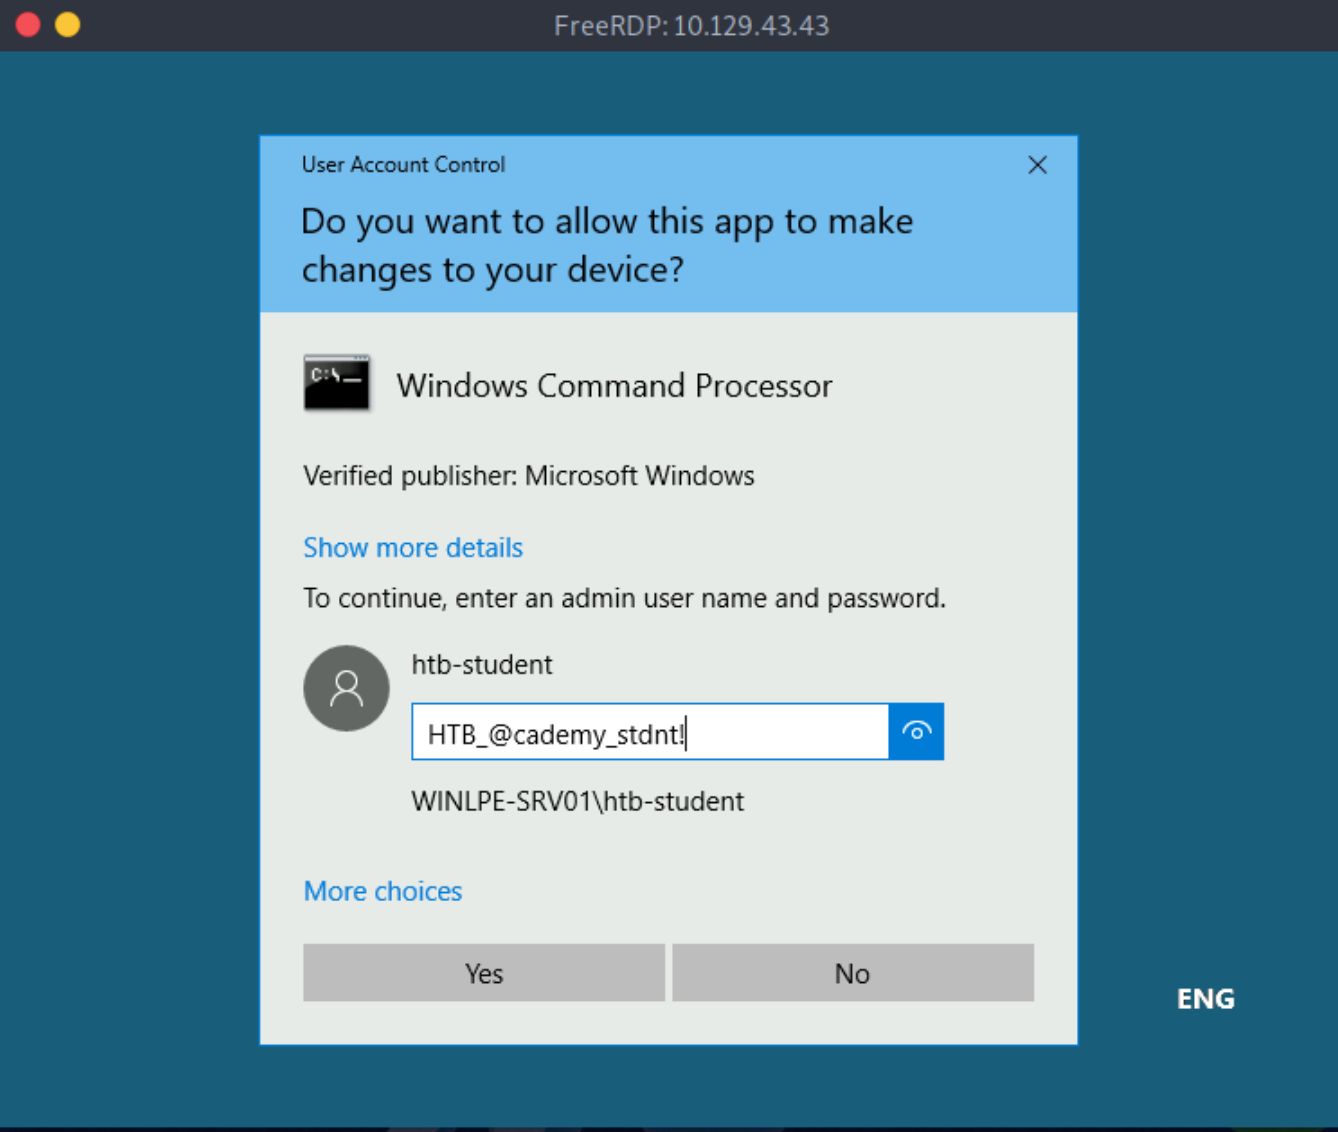 FreeRDP: 10.129.43.43
User Account Control
Do you want to allow this app to make
changes to your device?
C:\_
Windows Command Processor
Verified publisher: Microsoft Windows
Show more details
To continue, enter an admin user name and password.
htb-student
HTB_@cademy_stdnt!
WINLPE-SRV01\htb-student
More choices
Yes
No
ENG